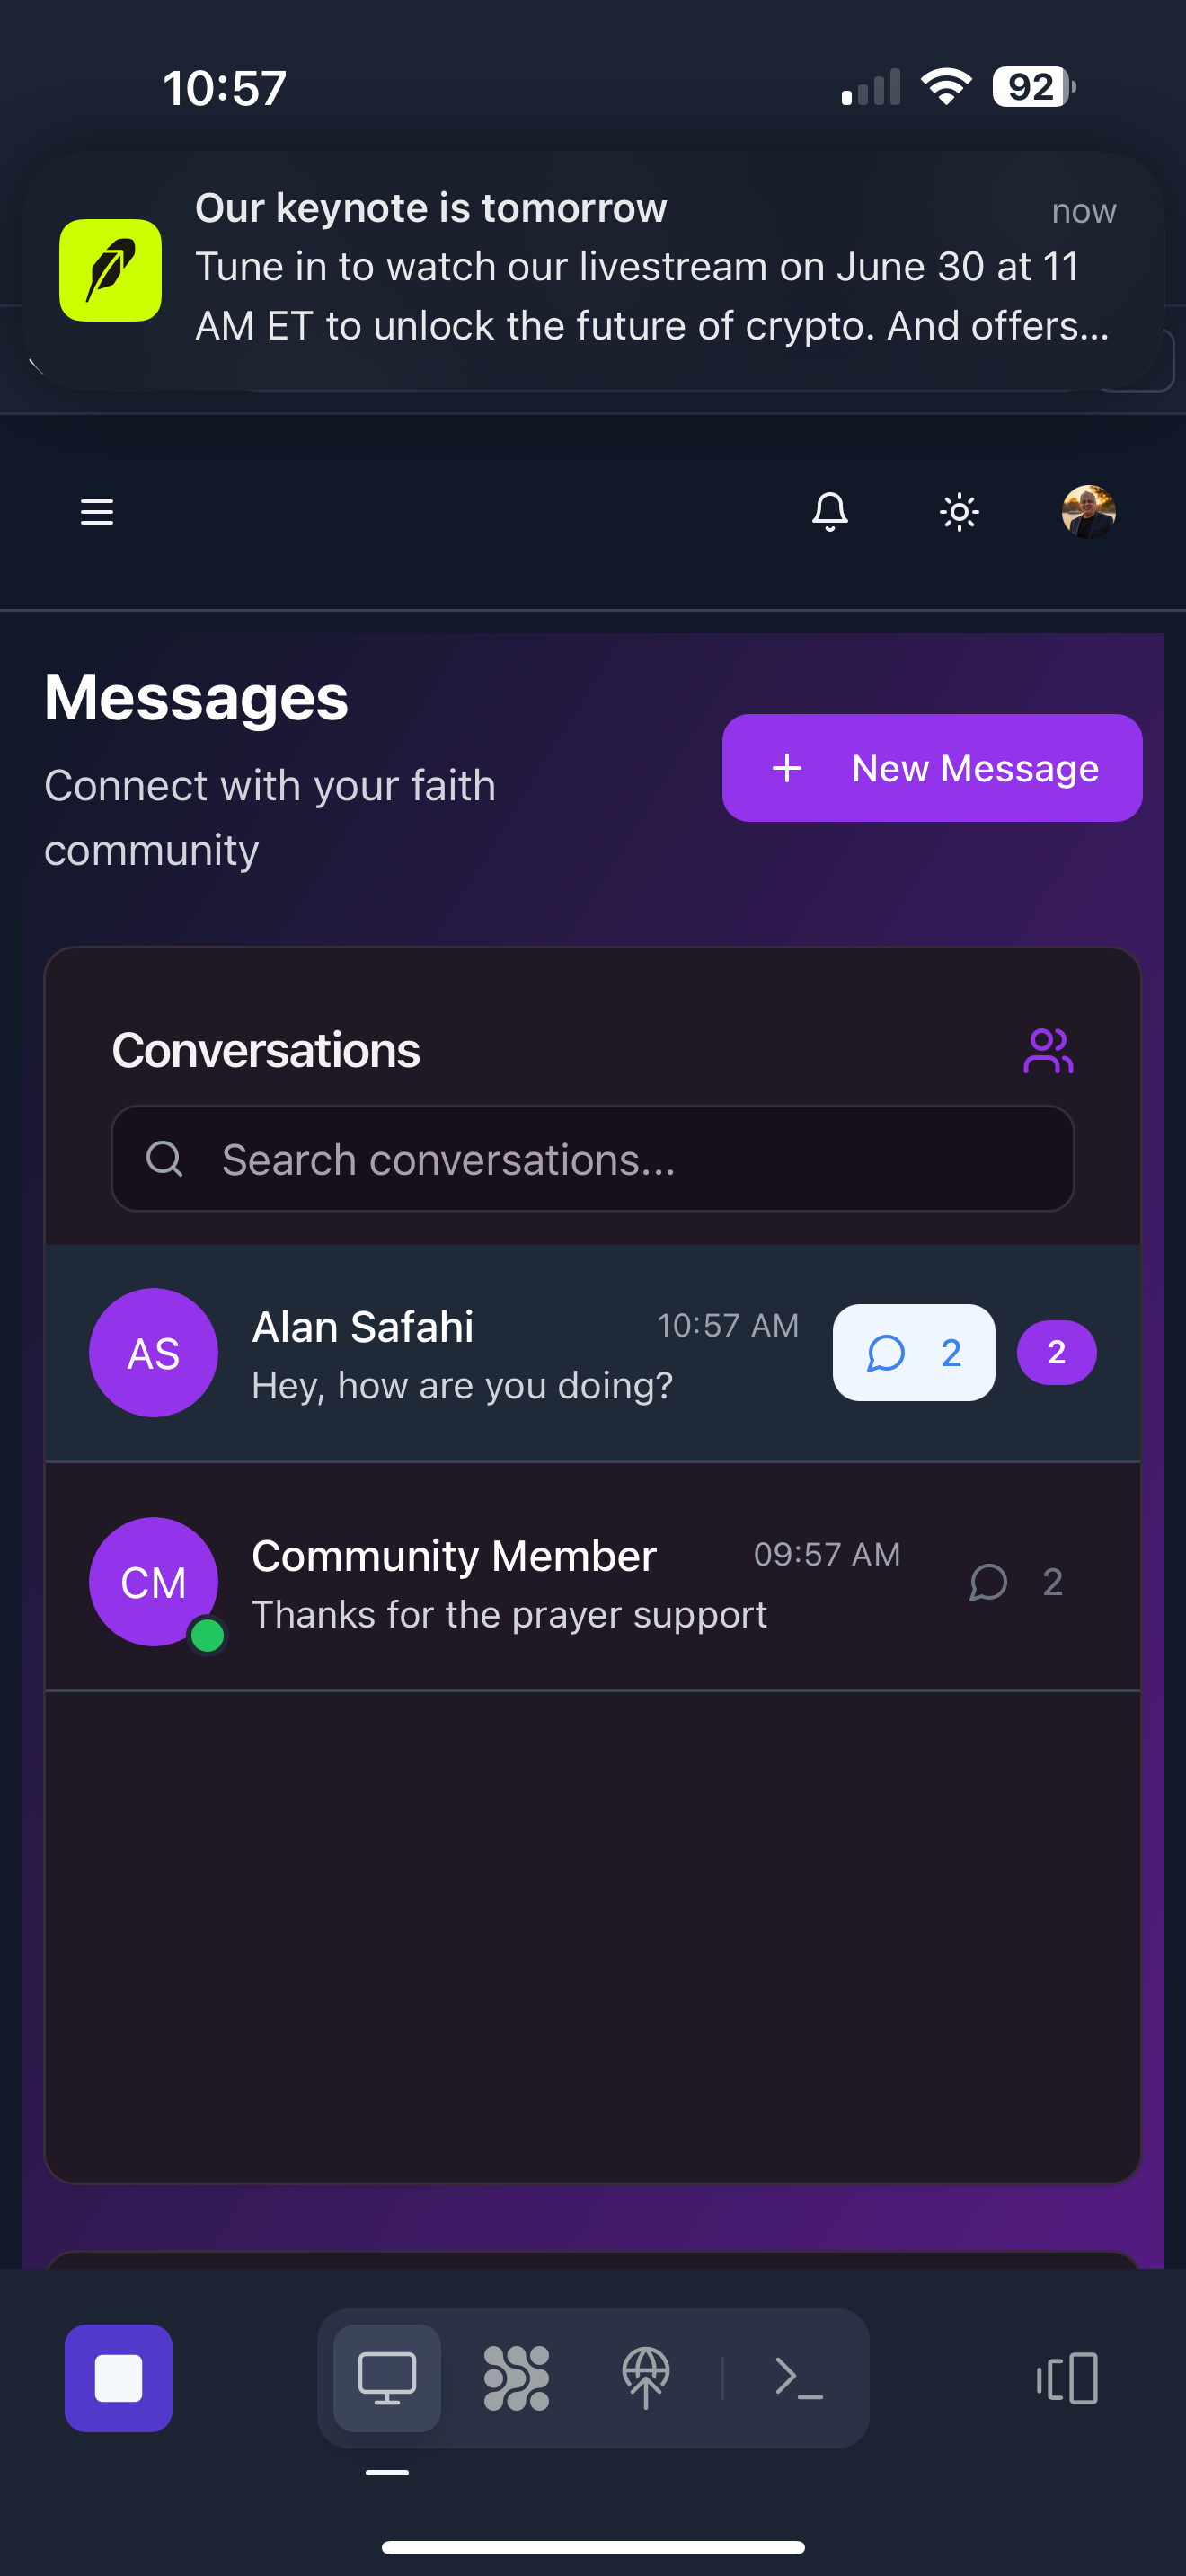 10:57
92
Our keynote is tomorrow
now
Tune in to watch our livestream on June 30 at 11
AM ET to unlock the future of crypto. And offers...
Messages
Connect with your faith
community
New Message
Conversations
Search conversations...
AS
Alan Safahi
10:57 AM
Hey, how are you doing?
2
2
CM
Community Member
09:57 AM
Thanks for the prayer support
2